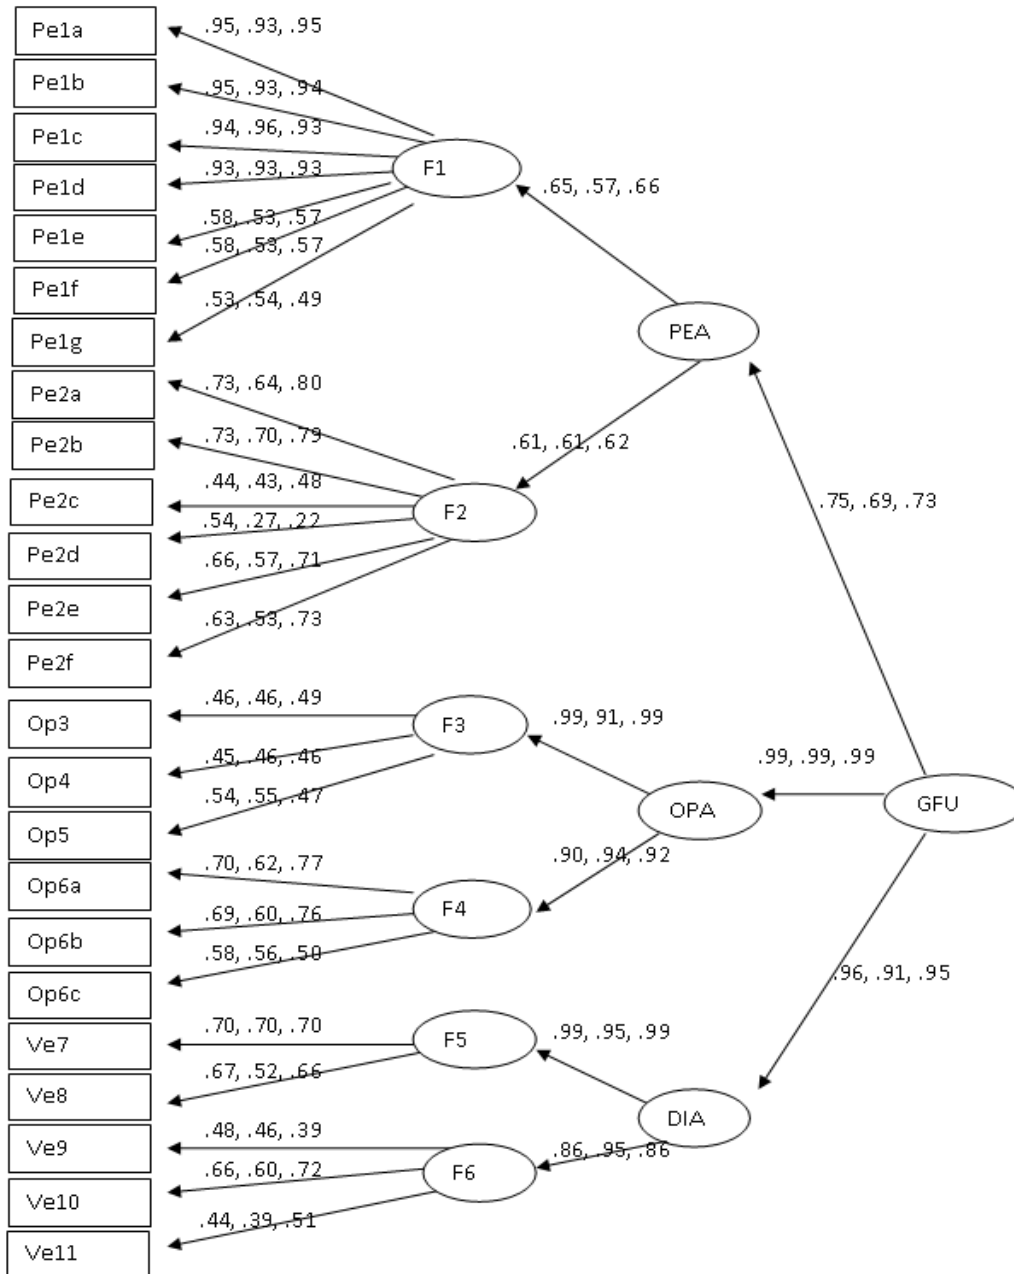 Pe1a
.95, .93, .95
Pe1b
.95, .93, .94
Pe1c
.94, .96, .93
Pe1d
.93, .93, .93
F1
.65, .57, .66
Pe1e
.58, .53, .57
.58, .53, .57
Pe1f
.53, .54, .49
Pe1g
PEA
Pe2a
.73, .64, .80
Pe2b
.73, .70, .79
.61, .61, .62
Pe2c
.44, .43, .48
F2
.75, .69, .73
.54, .27, .22
Pe2d
.66, .57, .71
Pe2e
.63, .53, .73
Pe2f
Op3
.46, .46, .49
F3
.99, 91, .99
Op4
.45, .46, .46
.99, .99, .99
.54, .55, .47
OPA
GFU
Op5
.70, .62, .77
.90, .94, .92
Op6a
.69, .60, .76
F4
Op6b
.58, .56, .50
.96, .91, .95
Op6c
Ve7
.70, .70, .70
F5
.99, .95, .99
Ve8
.67, .52, .66
DIA
Ve9
.48, .46, .39
.86, .95, .86
.66, .60, .72
F6
Ve10
.44, .39, .51
Ve11